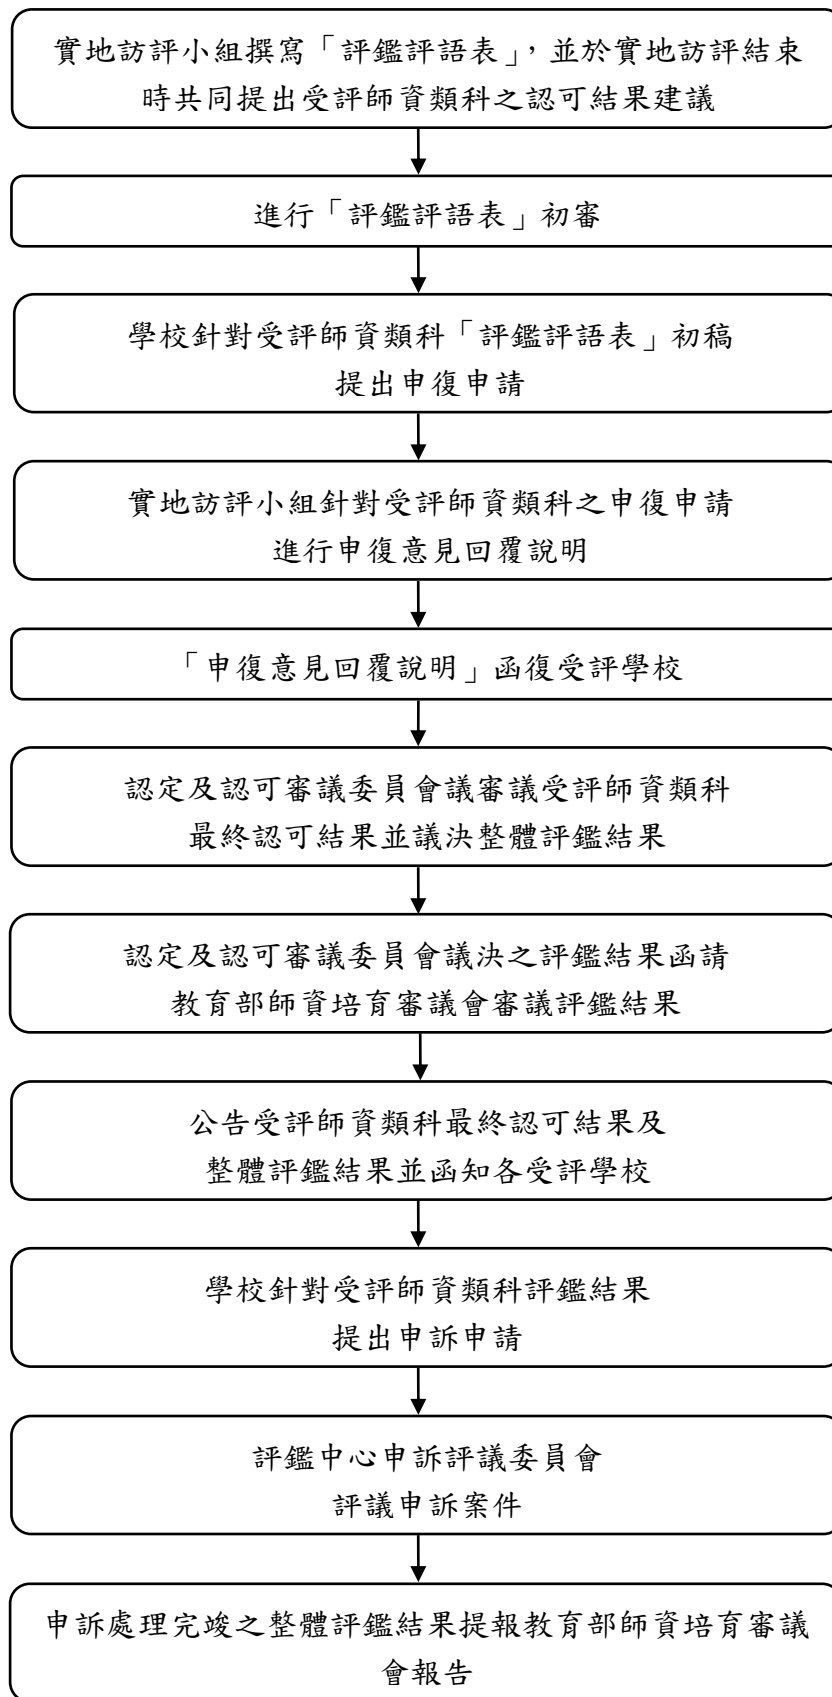 實地訪評小組撰寫「評鑑評語表」，並於實地訪評結束
時共同提出受評師資類科之認可結果建議
進行「評鑑評語表」初審
學校針對受評師資類科「評鑑評語表」初稿
提出申復申請
實地訪評小組針對受評師資類科之申復申請
進行申復意見回覆說明
「申復意見回覆說明」函復受評學校
認定及認可審議委員會議審議受評師資類科
最終認可結果並議決整體評鑑結果
認定及認可審議委員會議決之評鑑結果函請
教育部師資培育審議會審議評鑑結果
公告受評師資類科最終認可結果及
整體評鑑結果並函知各受評學校
學校針對受評師資類科評鑑結果
提出申訴申請
評鑑中心申訴評議委員會
評議申訴案件
申訴處理完竣之整體評鑑結果提報教育部師資培育審議
會報告